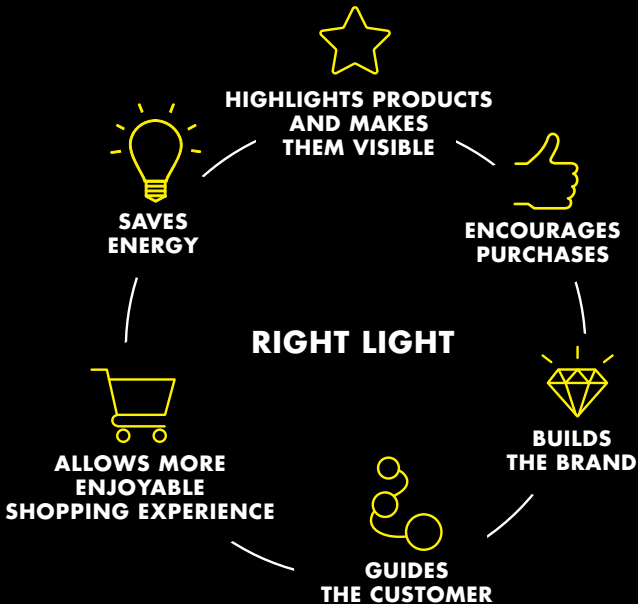 HIGHLIGHTS PRODUCTS
AND MAKES
THEM VISIBLE
ENCOURAGES
PURCHASES
BUILDS
THE BRAND
GUIDES
THE CUSTOMER
ALLOWS MORE
ENJOYABLE
SHOPPING EXPERIENCE
SAVES
ENERGY
RIGHT LIGHT